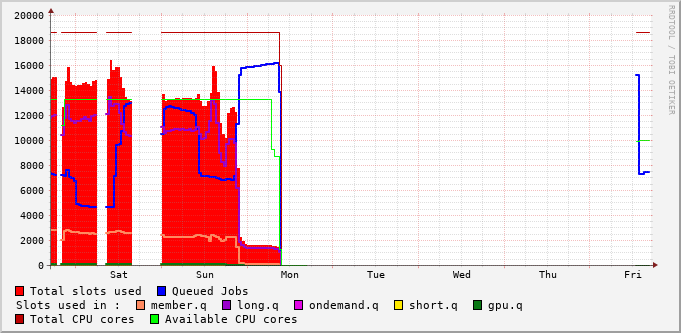 20000
18000
16000
14000
12000
10000
8000
6000
4000
2000
0
Sat Sun Mon Tue Wed Thu Fri
RRDTOOL / TOBI OETIKER
Total slots used Queued Jobs
Slots used in : member.q long.q ondemand.q short.q gpu.q
Total CPU cores Available CPU cores